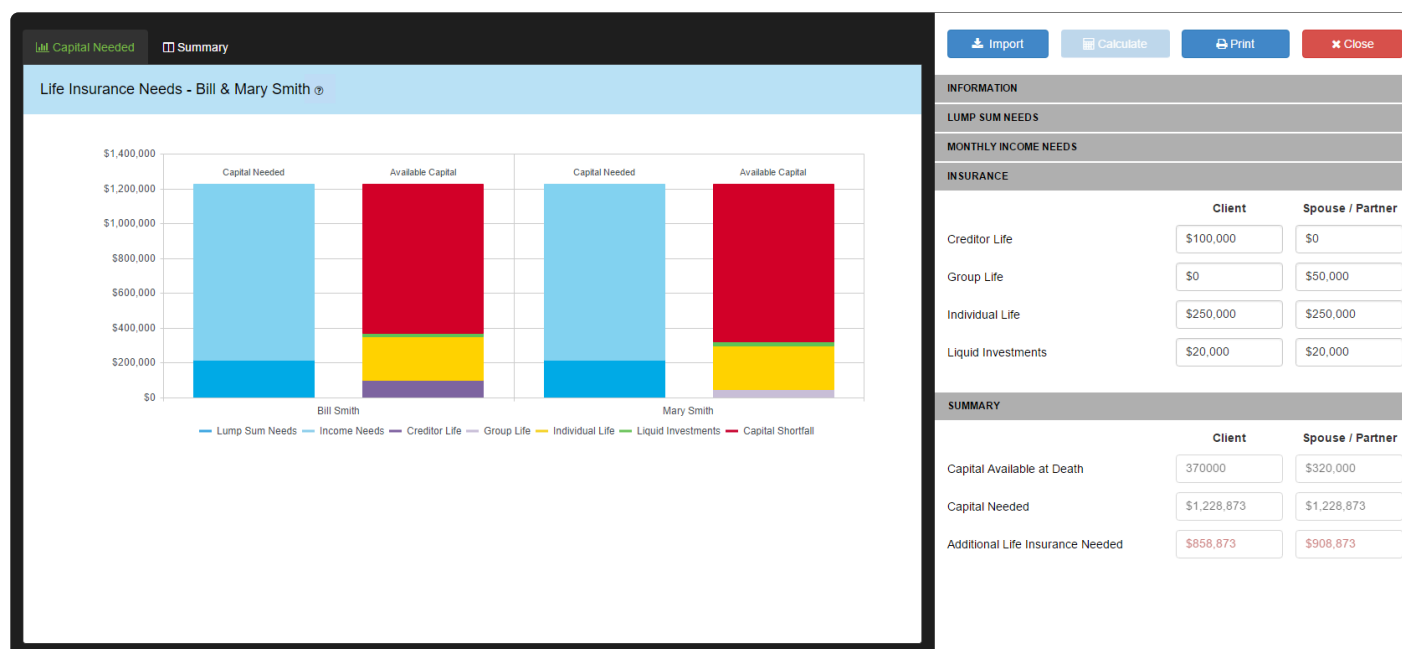 Capital Needed Summary
Life Insurance Needs - Bill & Mary Smith
$1,400,000
$1,200,000
$1,000,000
$800,000
$600,000
$400,000
$200,000
$0
Capital Needed Available Capital Capital Needed Available Capital
Bill Smith Mary Smith
Lump Sum Needs Income Needs Creditor Life Group Life Individual Life Liquid Investments Capital Shortfall
Import Calculate Print Close
INFORMATION
LUMP SUM NEEDS
MONTHLY INCOME NEEDS
INSURANCE
Client Spouse / Partner
Creditor Life $100,000 $0
Group Life $0 $50,000
Individual Life $250,000 $250,000
Liquid Investments $20,000 $20,000
SUMMARY
Client Spouse / Partner
Capital Available at Death 370000 $320,000
Capital Needed $1,228,873 $1,228,873
Additional Life Insurance Needed $858,873 $908,873